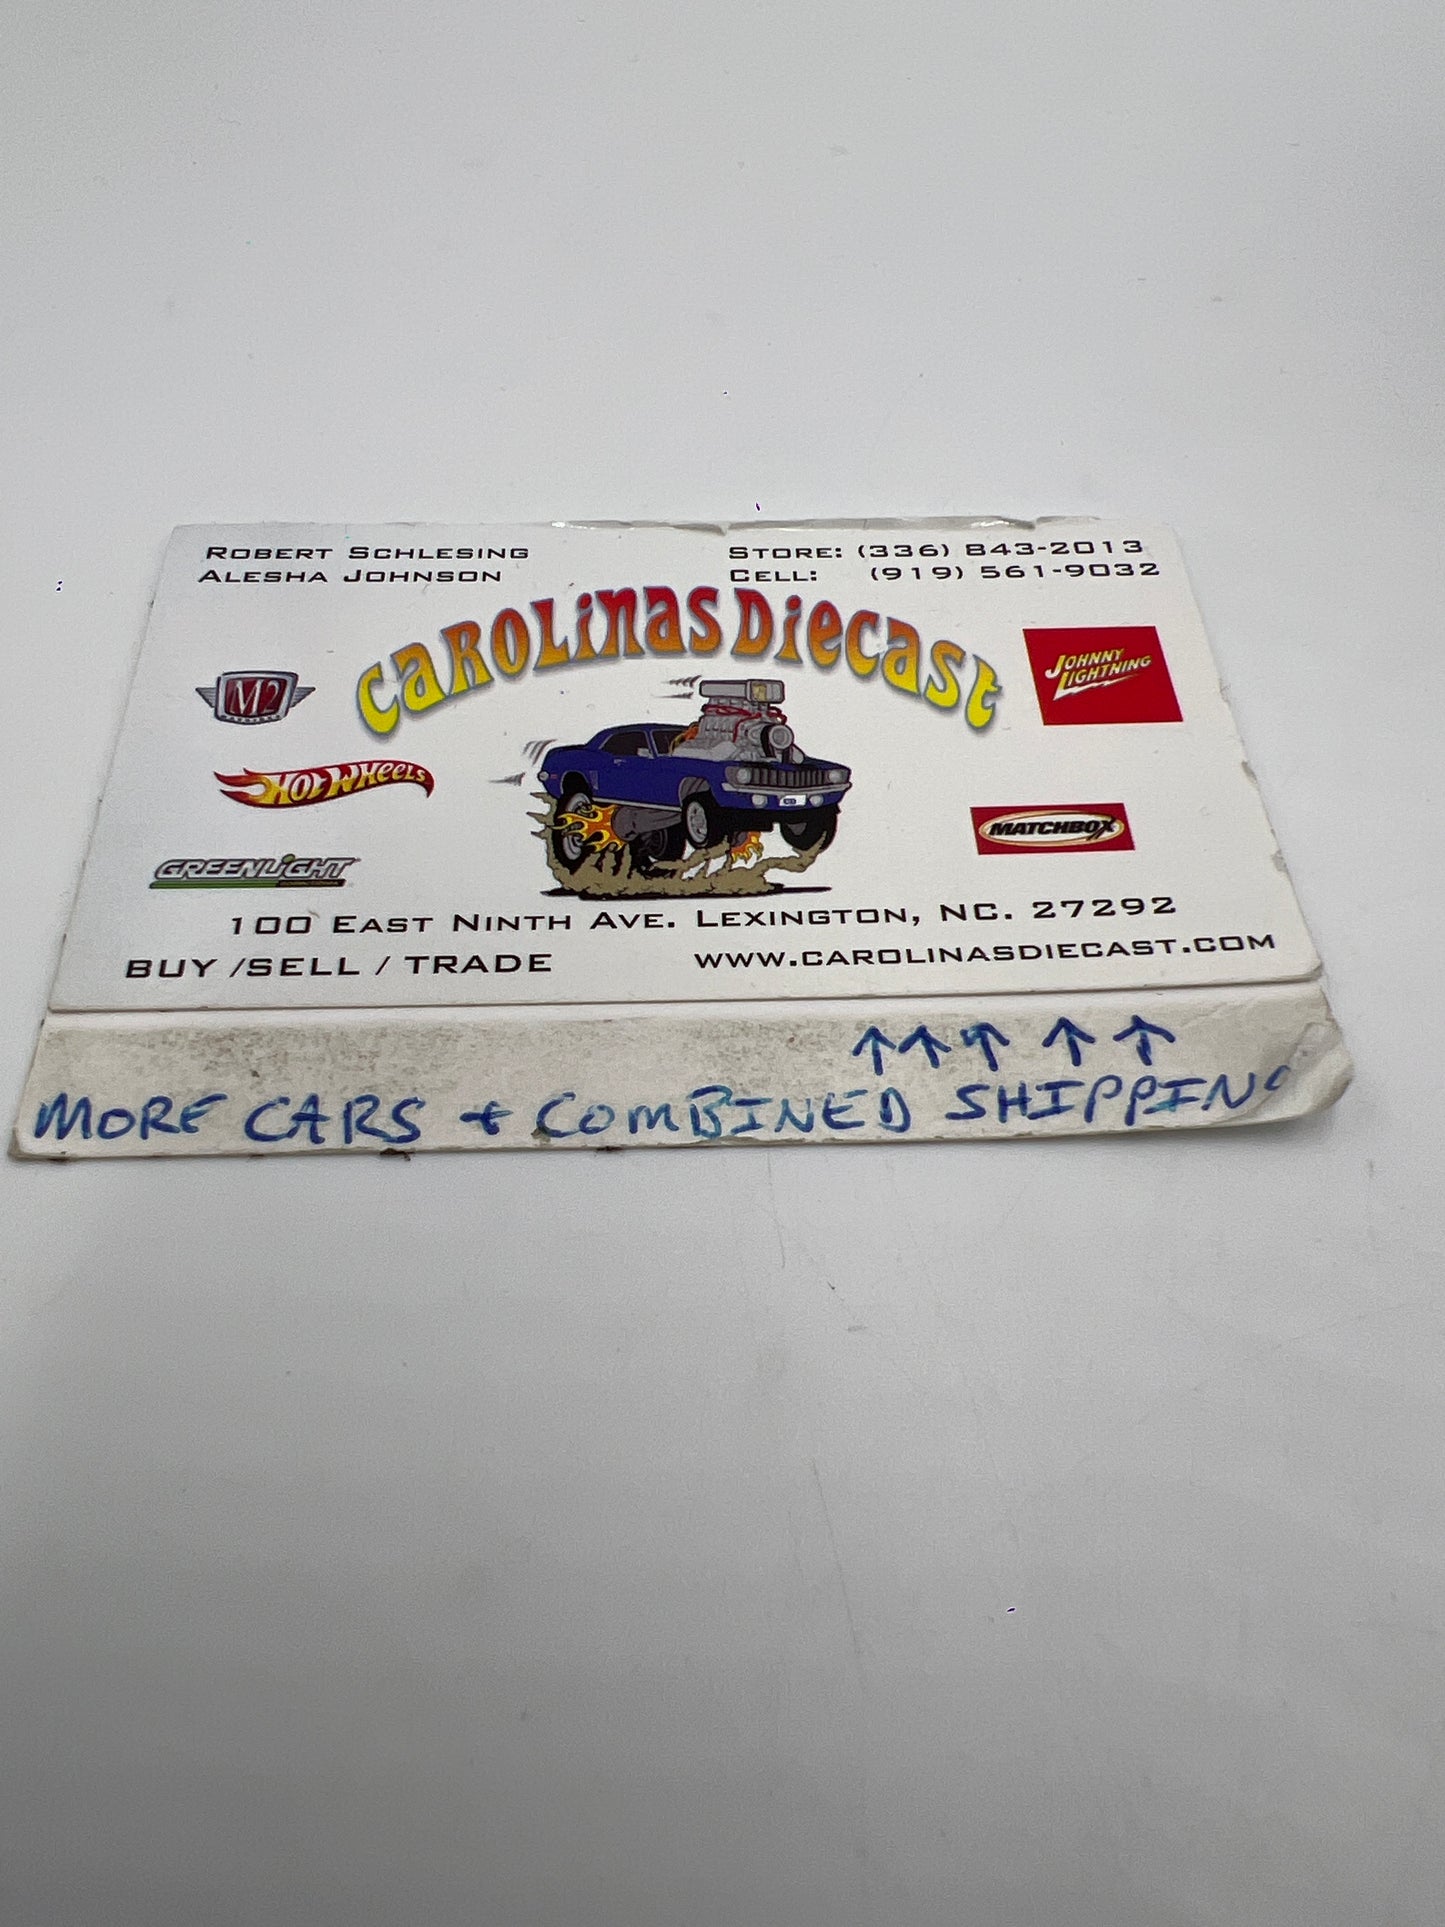 ROBERT SCHLESING
ALESHA JOHNSON
STORE: (336) 843-2013
CELL: (919) 561-9032
CAROLINAS DIECAST
M2
JOHNNY LIGHTNING
HOT WHEELS
MATCHBOX
GREENLIGHT
100 EAST NINTH AVE. LEXINGTON, NC. 27292
BUY /SELL / TRADE
WWW.CAROLINASDIECAST.COM
↑↑↑↑↑
MORE CARS + COMBINED SHIPPING